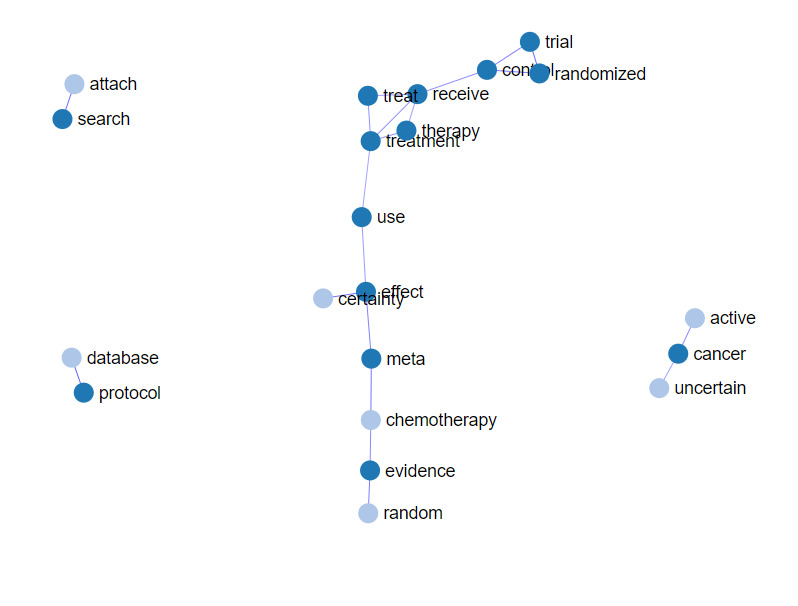 trial
control
randomized
attach
treat
receive
search
therapy
treatment
use
effect
certainty
active
database
meta
cancer
protocol
uncertain
chemotherapy
evidence
random